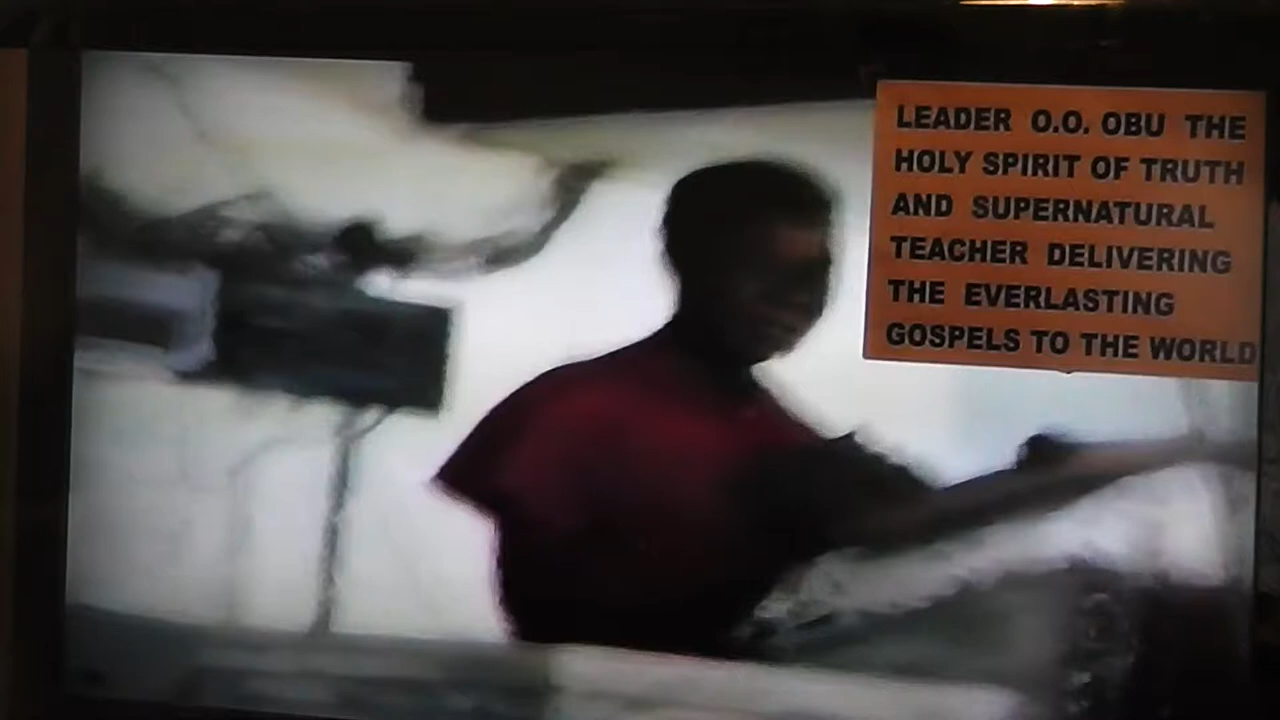 LEADER O.O. OBU THE
HOLY SPIRIT OF TRUTH
AND SUPERNATURAL
TEACHER DELIVERING
THE EVERLASTING
GOSPELS TO THE WORLD